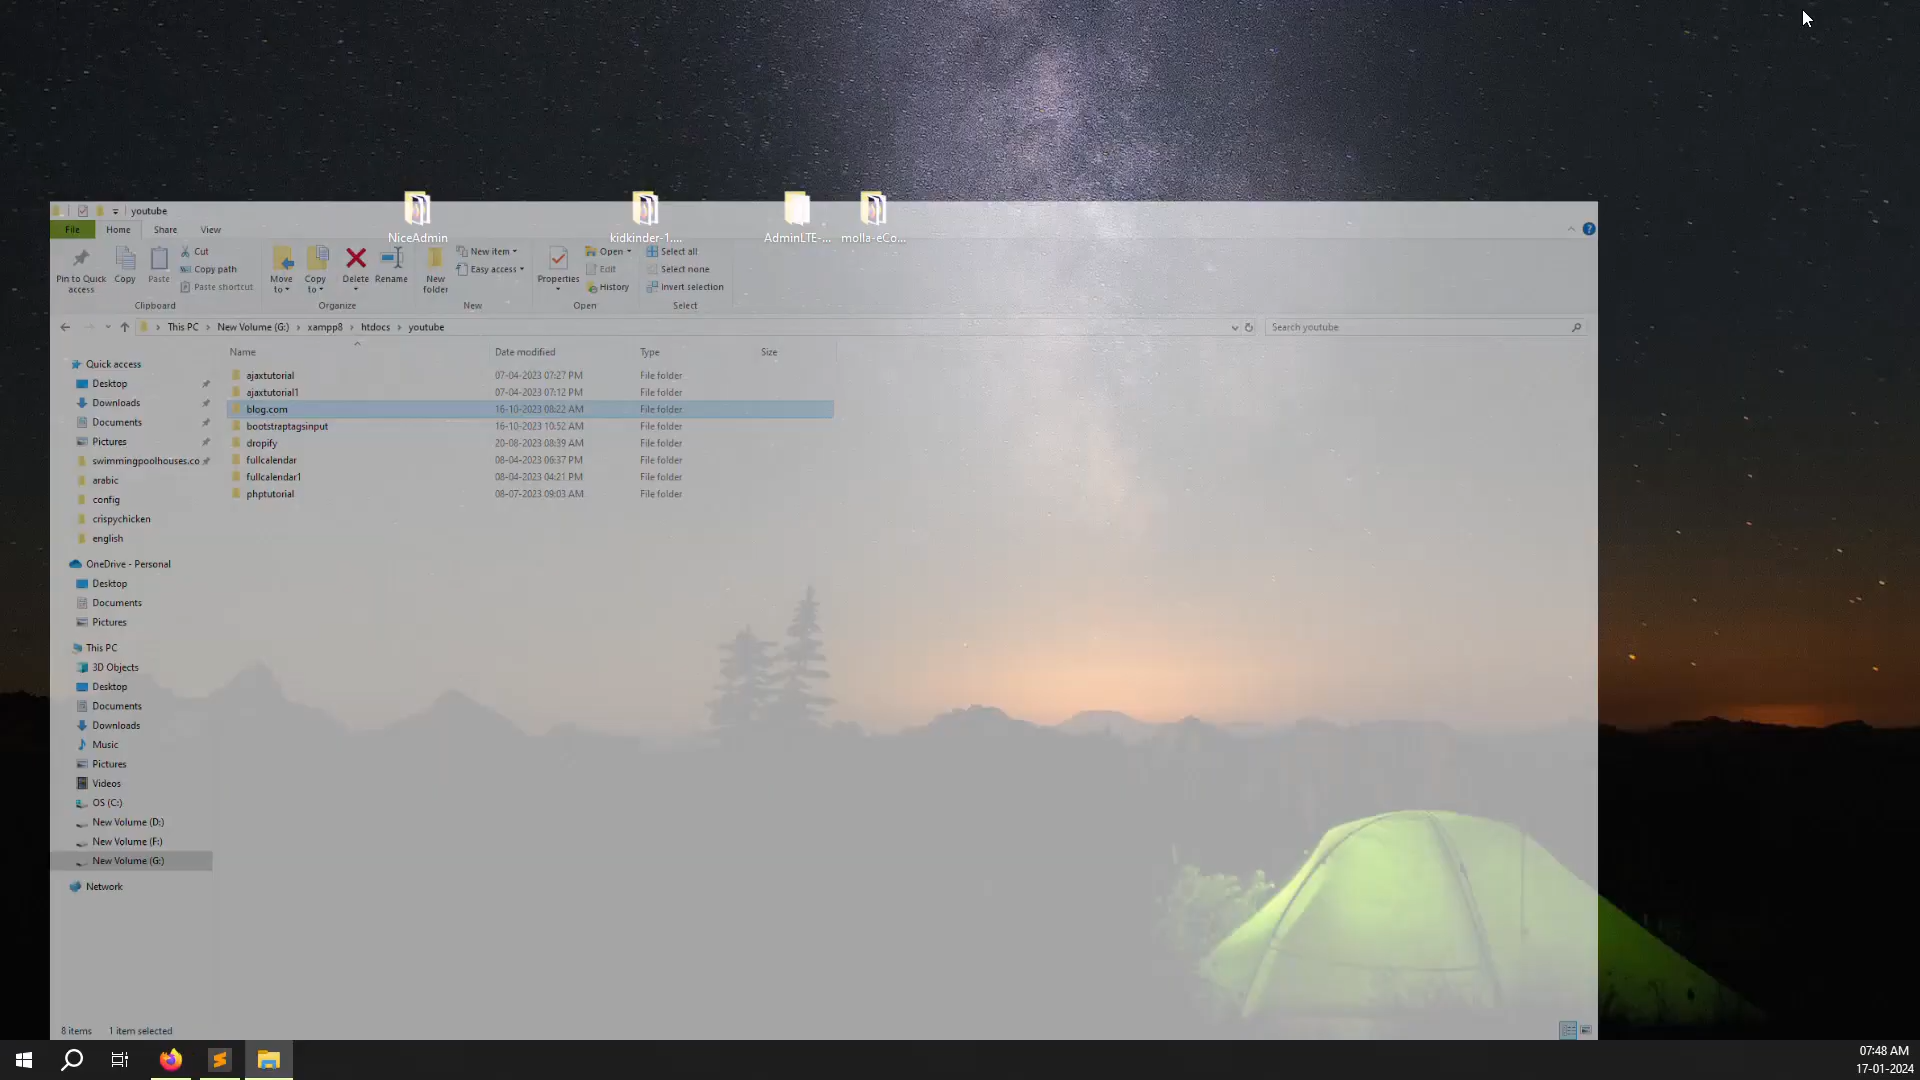 youtube
NiceAdmin
kidkinder-1....
AdminLTE-...
molla-eCo...
File
Home
Share
View
Pin to Quick access
Copy
Paste
Cut
Copy path
Paste shortcut
Clipboard
Move to
Copy to
Delete
Rename
Organize
New folder
New item
Easy access
New
Properties
Open
Edit
History
Open
Select all
Select none
Invert selection
Select
This PC > New Volume (G:) > xampp8 > htdocs > youtube
Search youtube
Name Date modified Type Size
ajaxtutorial 07-04-2023 07:27 PM File folder
ajaxtutorial1 07-04-2023 07:12 PM File folder
blog.com 16-10-2023 08:22 AM File folder
bootstraptagsinput 16-10-2023 10:52 AM File folder
dropify 20-08-2023 08:39 AM File folder
fullcalendar 08-04-2023 06:37 PM File folder
fullcalendar1 08-04-2023 04:21 PM File folder
phptutorial 08-07-2023 09:03 AM File folder
Quick access
Desktop
Downloads
Documents
Pictures
swimmingpoolhouses.co
arabic
config
crispychicken
english
OneDrive - Personal
Desktop
Documents
Pictures
This PC
3D Objects
Desktop
Documents
Downloads
Music
Pictures
Videos
OS (C:)
New Volume (D:)
New Volume (F:)
New Volume (G:)
Network
8 items 1 item selected
07:48 AM
17-01-2024